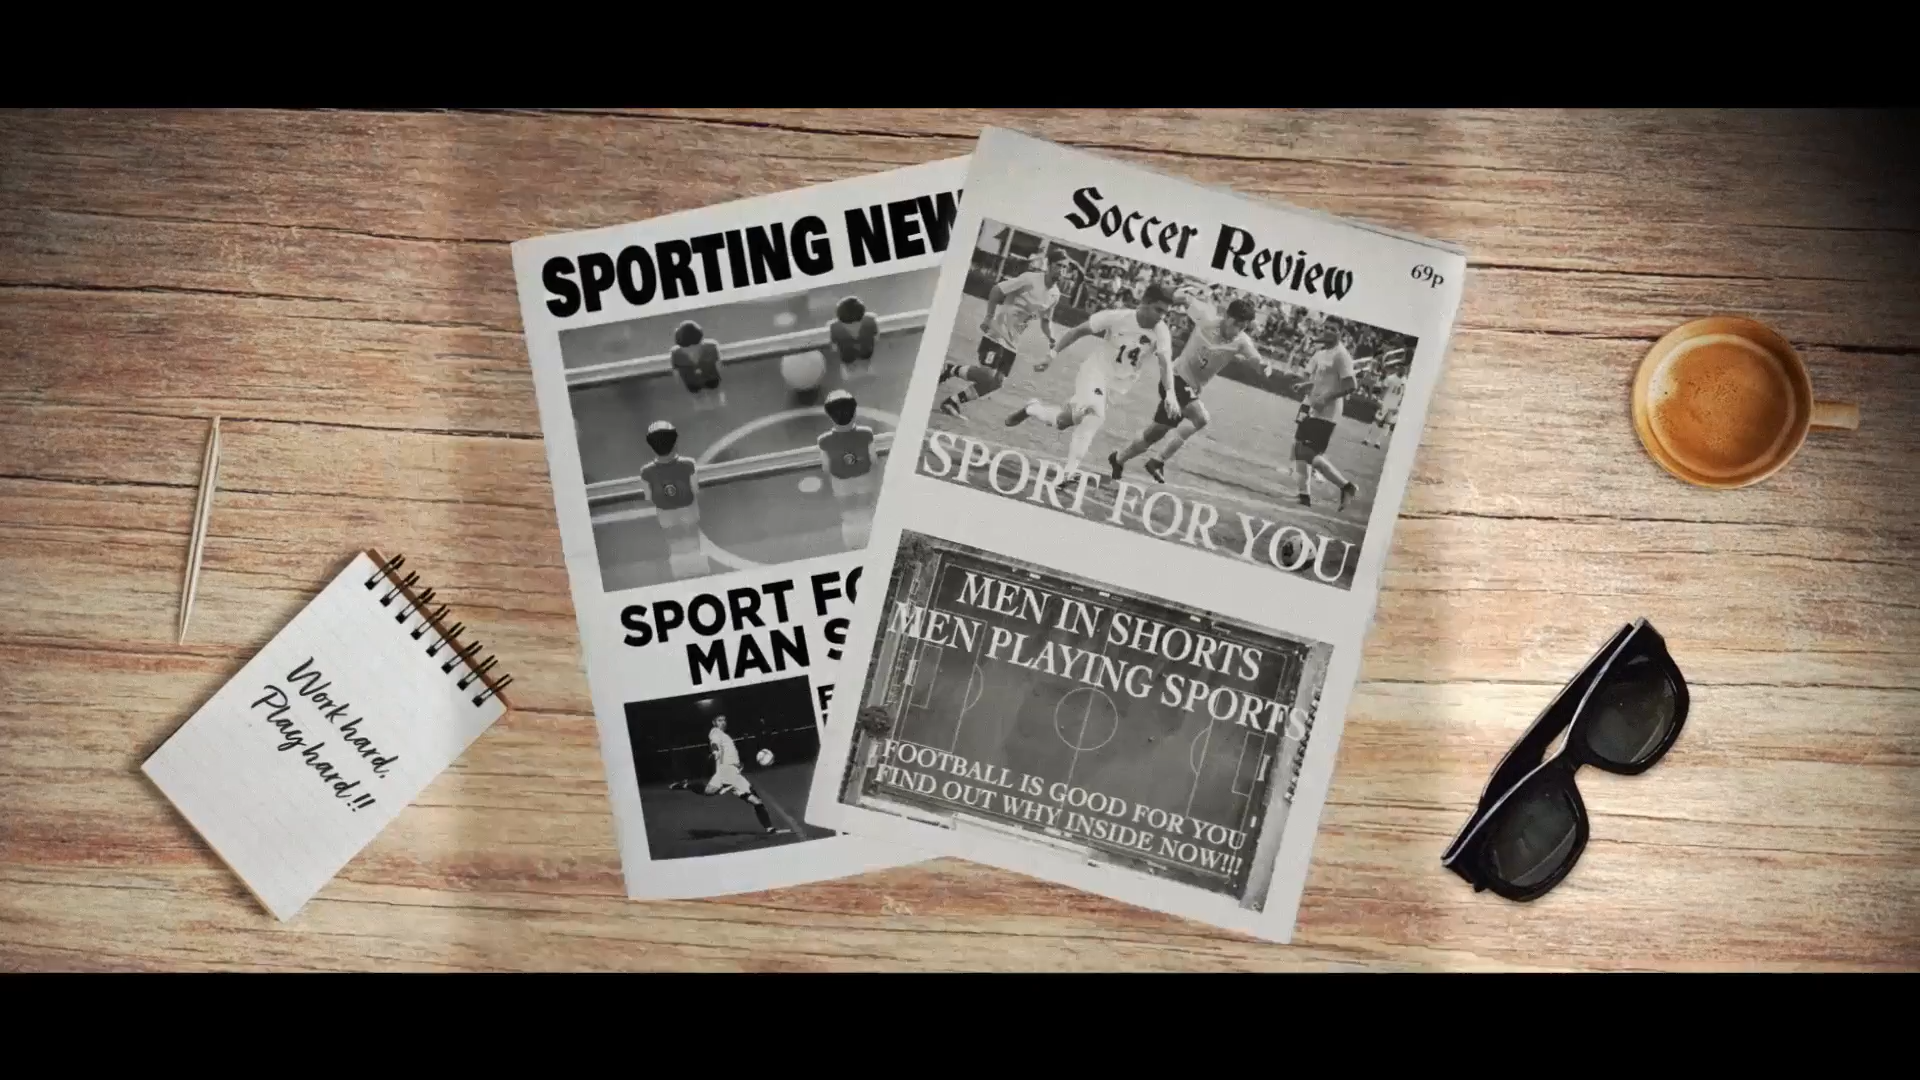 SPORTING NEW
SPORT FO
MAN S
Soccer Review
69p
14
SPORT FOR YOU
MEN IN SHORTS
MEN PLAYING SPORTS
FOOTBALL IS GOOD FOR YOU
FIND OUT WHY INSIDE NOW!!!
Work hard,
Play hard!!